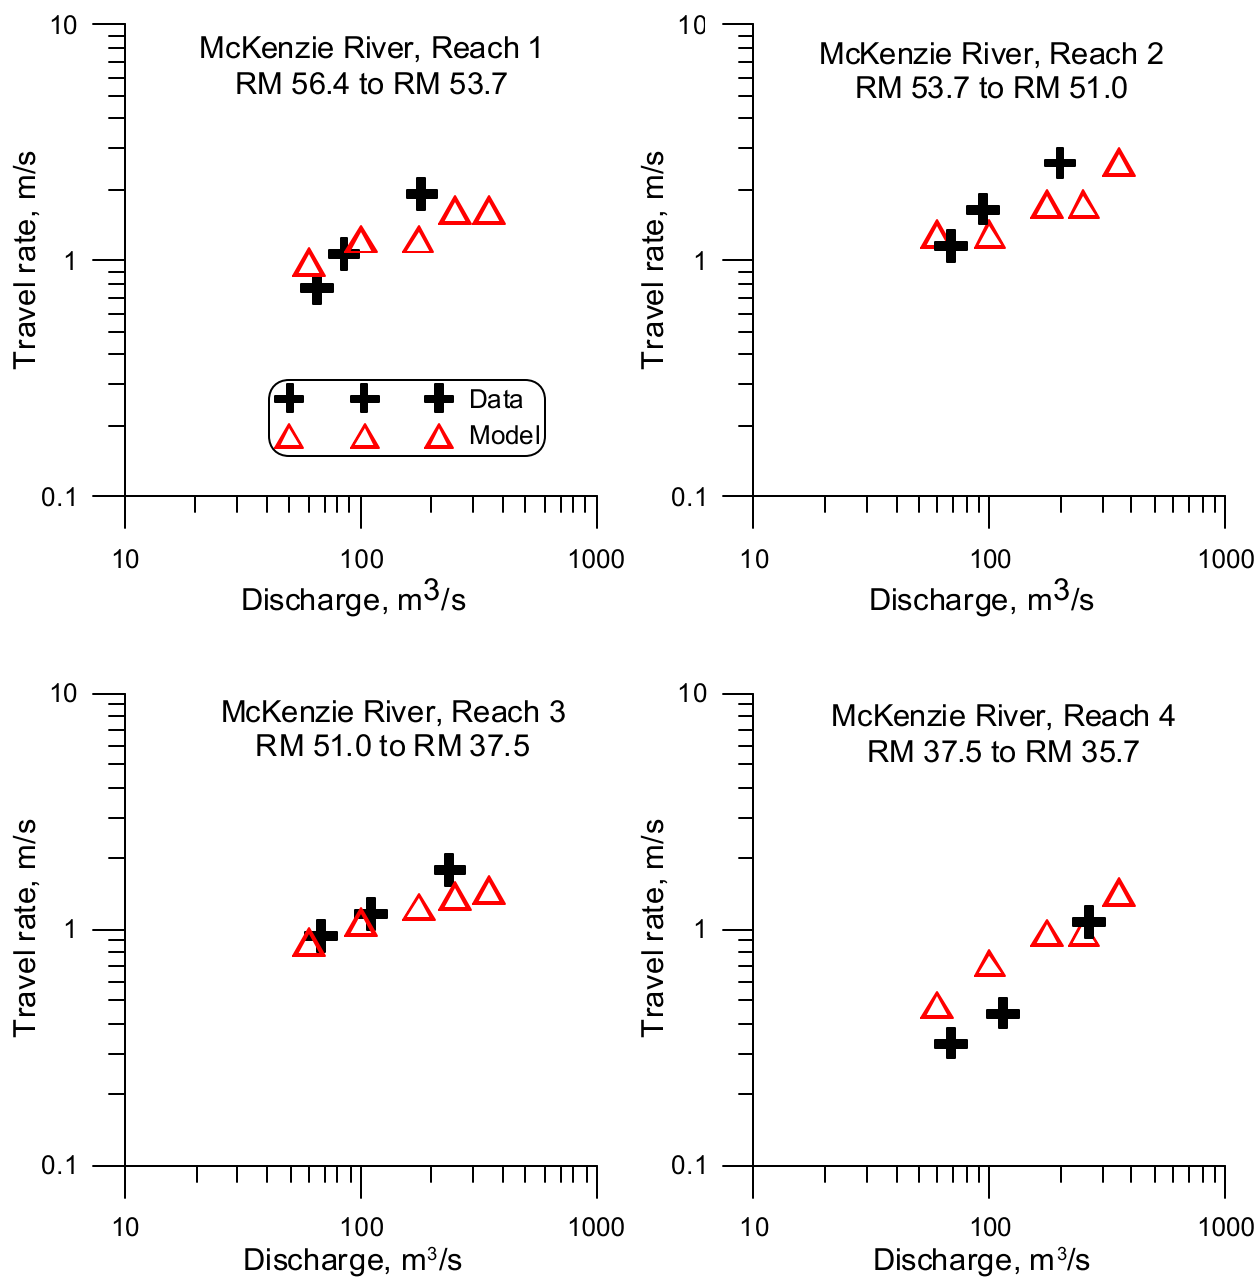 McKenzie River, Reach 1
RM 56.4 to RM 53.7
Travel rate, m/s
10
1
0.1
Data
Model
10
100
1000
Discharge, m³/s
McKenzie River, Reach 2
RM 53.7 to RM 51.0
Travel rate, m/s
10
1
0.1
10
100
1000
Discharge, m³/s
McKenzie River, Reach 3
RM 51.0 to RM 37.5
Travel rate, m/s
10
1
0.1
10
100
1000
Discharge, m³/s
McKenzie River, Reach 4
RM 37.5 to RM 35.7
Travel rate, m/s
10
1
0.1
10
100
1000
Discharge, m³/s